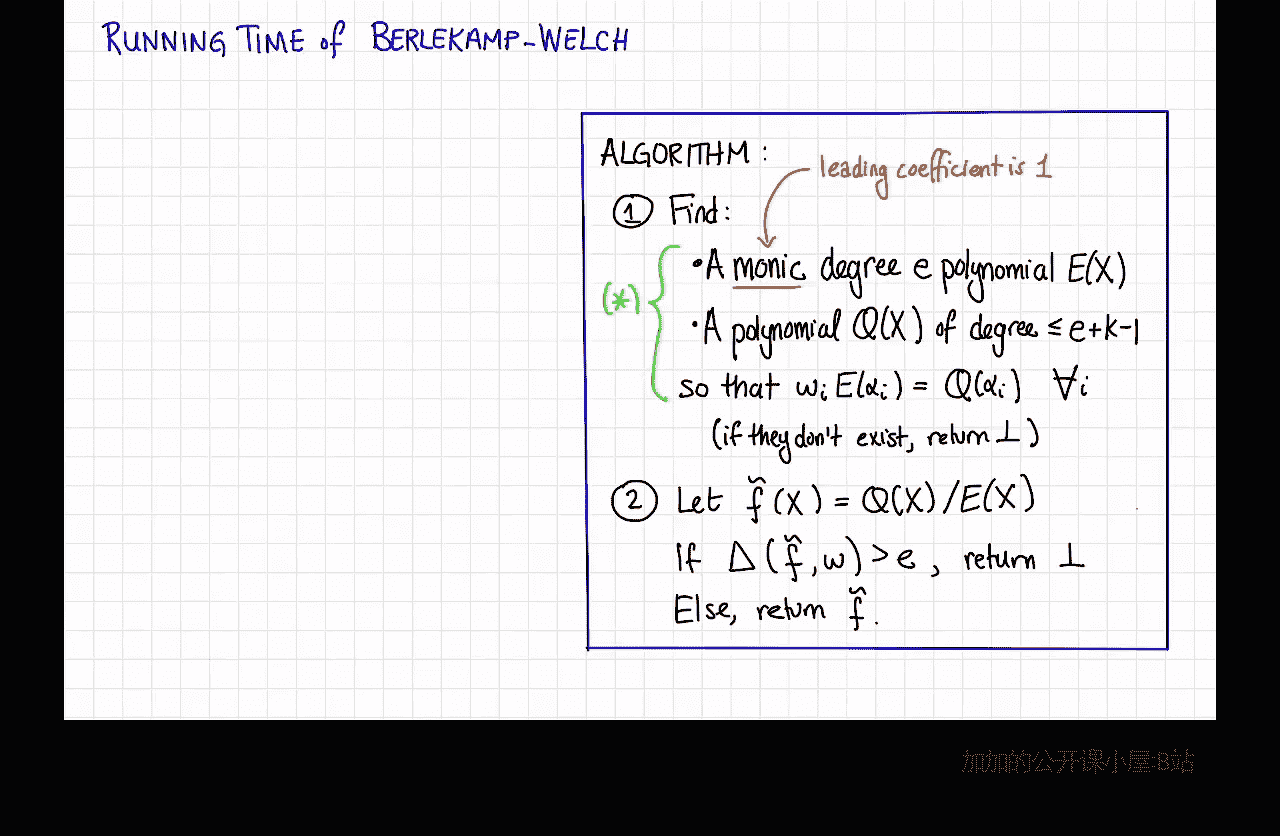 RUNNING TIME of BERLEKAMP-WELCH
ALGORITHM :
leading coefficient is 1
① Find:
• A monic degree e polynomial E(X)
(*)
• A polynomial Q(X) of degree ≤ e+k-1
so that wᵢ E(αᵢ) = Q(αᵢ) ∀i
(if they don't exist, return ⊥)
② Let f̃(X) = Q(X)/E(X)
If Δ(f̃, w) > e, return ⊥
Else, return f̃.
加加的公开课小屋:B站